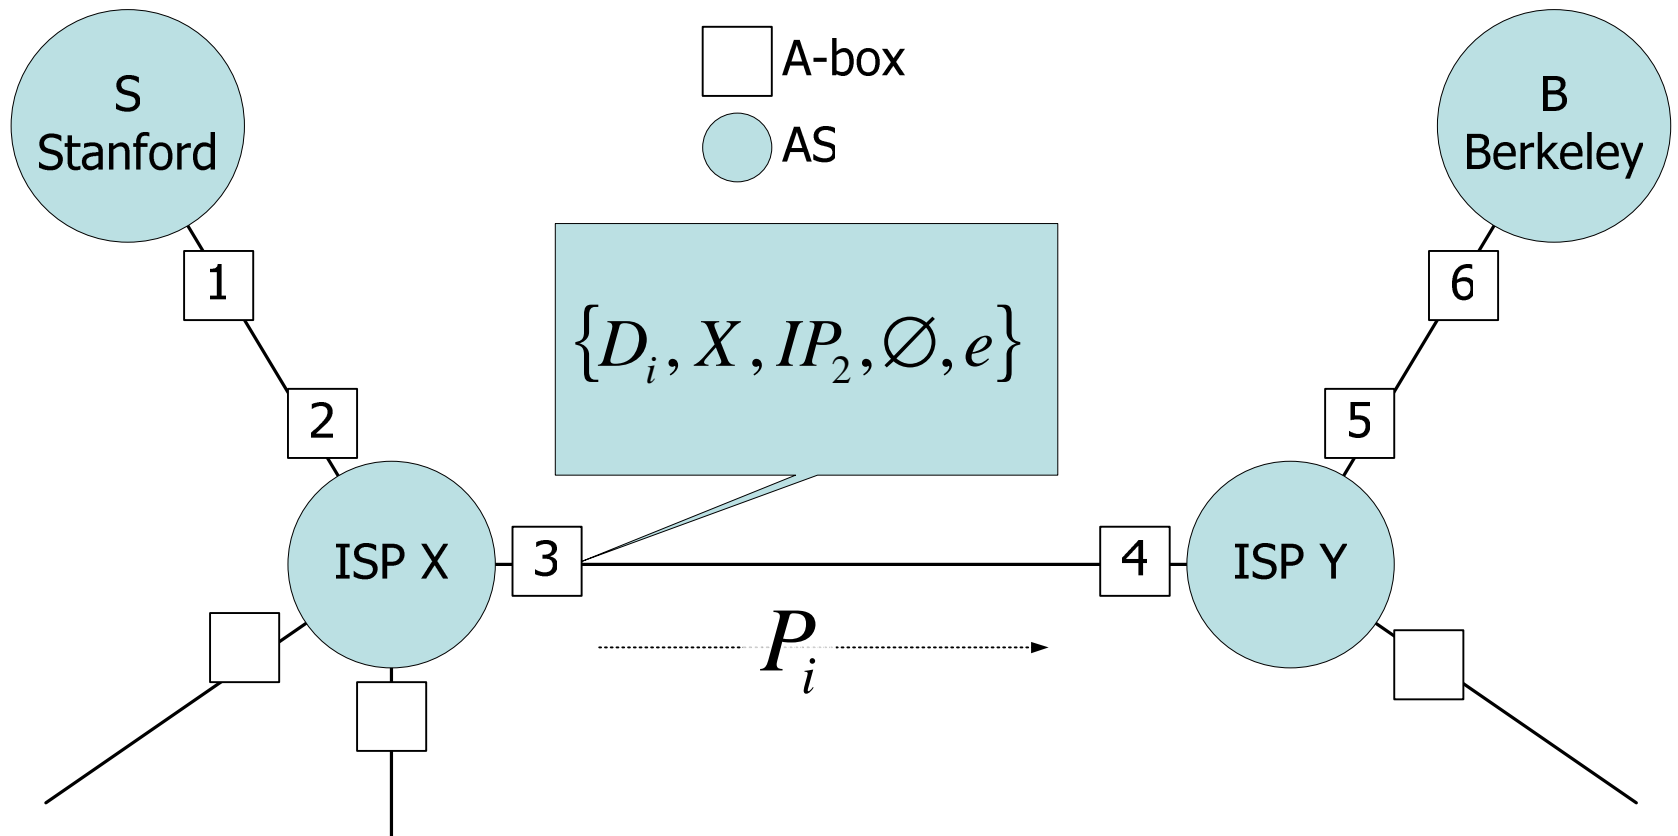 S
Stanford
A-box
AS
B
Berkeley
1
6
{D_i, X, IP_2, ∅, e}
2
5
ISP X
3
4
ISP Y
P_i